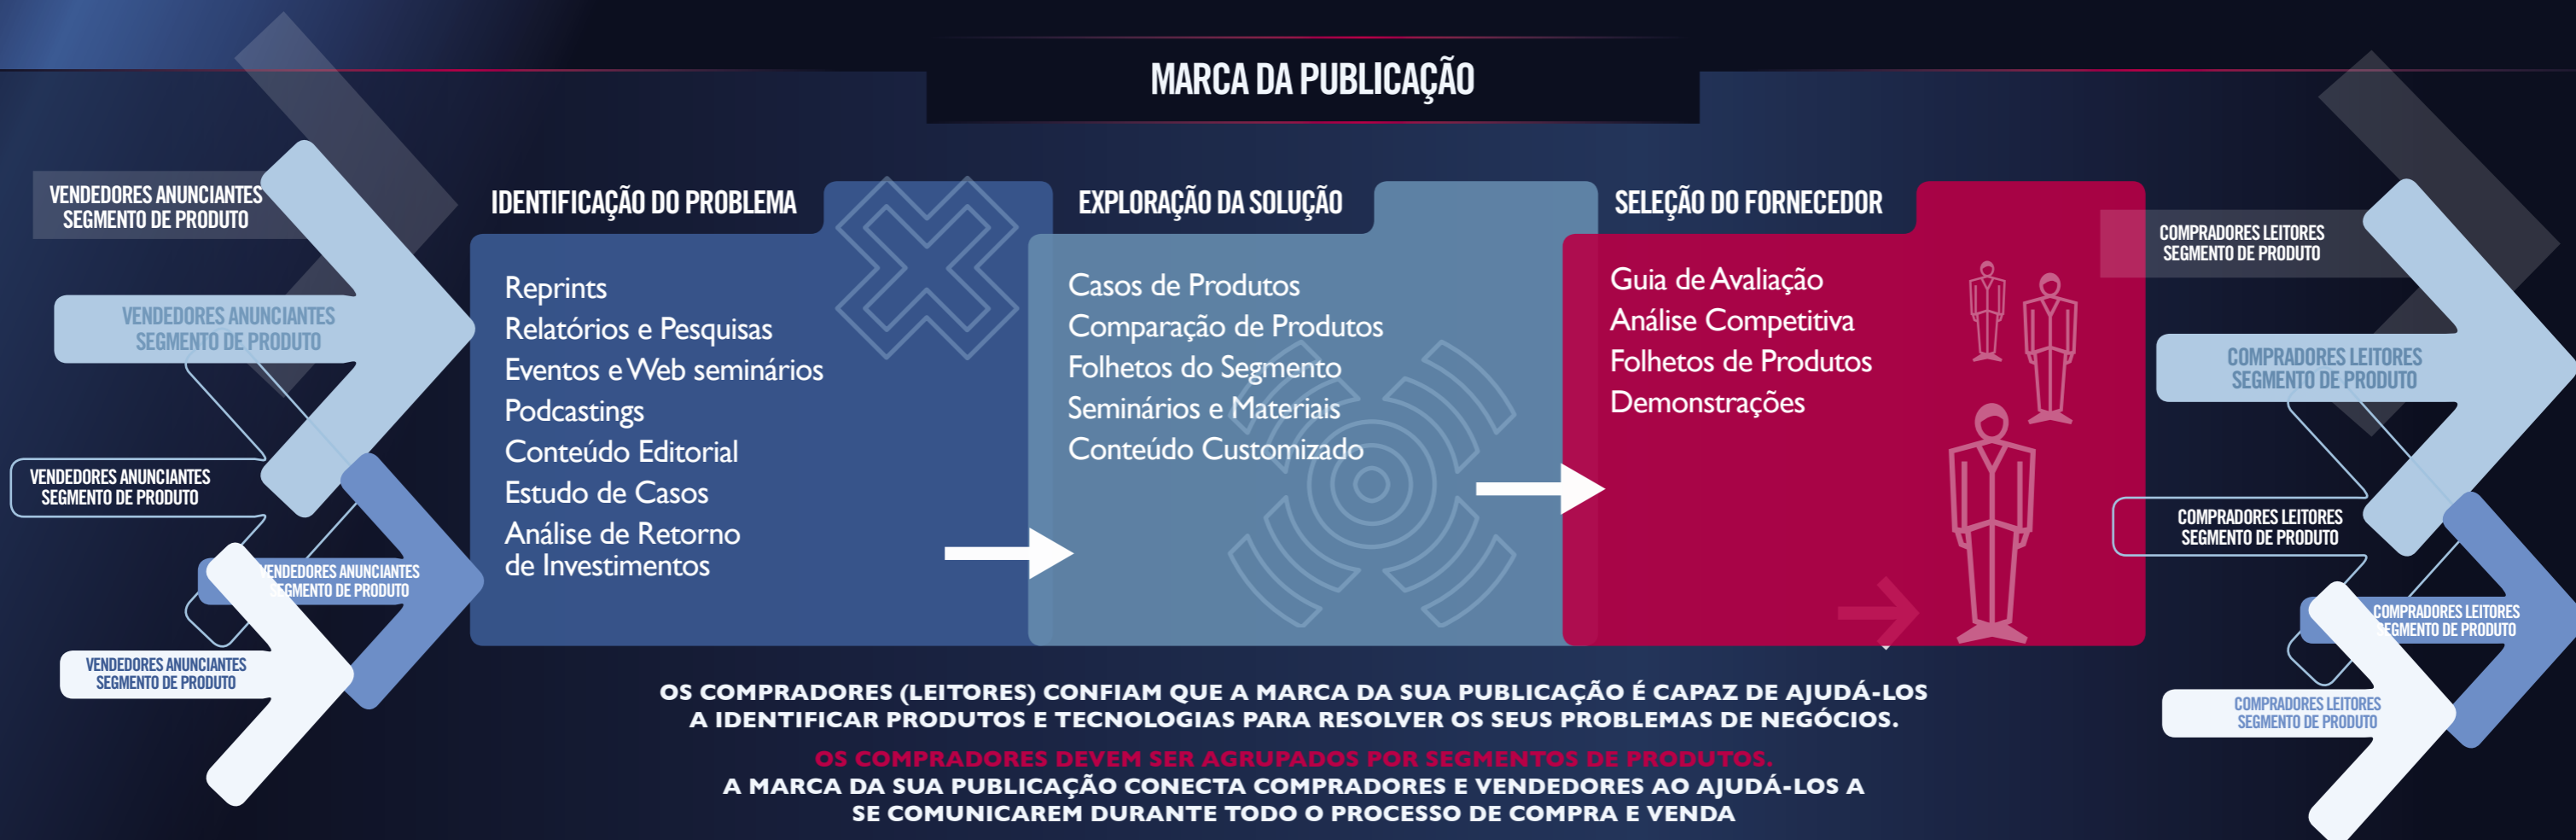 MARCA DA PUBLICAÇÃO
VENDEDORES ANUNCIANTES
SEGMENTO DE PRODUTO
VENDEDORES ANUNCIANTES
SEGMENTO DE PRODUTO
VENDEDORES ANUNCIANTES
SEGMENTO DE PRODUTO
VENDEDORES ANUNCIANTES
SEGMENTO DE PRODUTO
VENDEDORES ANUNCIANTES
SEGMENTO DE PRODUTO
IDENTIFICAÇÃO DO PROBLEMA
Reprints
Relatórios e Pesquisas
Eventos e Web seminários
Podcastings
Conteúdo Editorial
Estudo de Casos
Análise de Retorno
de Investimentos
EXPLORAÇÃO DA SOLUÇÃO
Casos de Produtos
Comparação de Produtos
Folhetos do Segmento
Seminários e Materiais
Conteúdo Customizado
SELEÇÃO DO FORNECEDOR
Guia de Avaliação
Análise Competitiva
Folhetos de Produtos
Demonstrações
COMPRADORES LEITORES
SEGMENTO DE PRODUTO
COMPRADORES LEITORES
SEGMENTO DE PRODUTO
COMPRADORES LEITORES
SEGMENTO DE PRODUTO
COMPRADORES LEITORES
SEGMENTO DE PRODUTO
COMPRADORES LEITORES
SEGMENTO DE PRODUTO
OS COMPRADORES (LEITORES) CONFIAM QUE A MARCA DA SUA PUBLICAÇÃO É CAPAZ DE AJUDÁ-LOS
A IDENTIFICAR PRODUTOS E TECNOLOGIAS PARA RESOLVER OS SEUS PROBLEMAS DE NEGÓCIOS.
OS COMPRADORES DEVEM SER AGRUPADOS POR SEGMENTOS DE PRODUTOS.
A MARCA DA SUA PUBLICAÇÃO CONECTA COMPRADORES E VENDEDORES AO AJUDÁ-LOS A
SE COMUNICAREM DURANTE TODO O PROCESSO DE COMPRA E VENDA